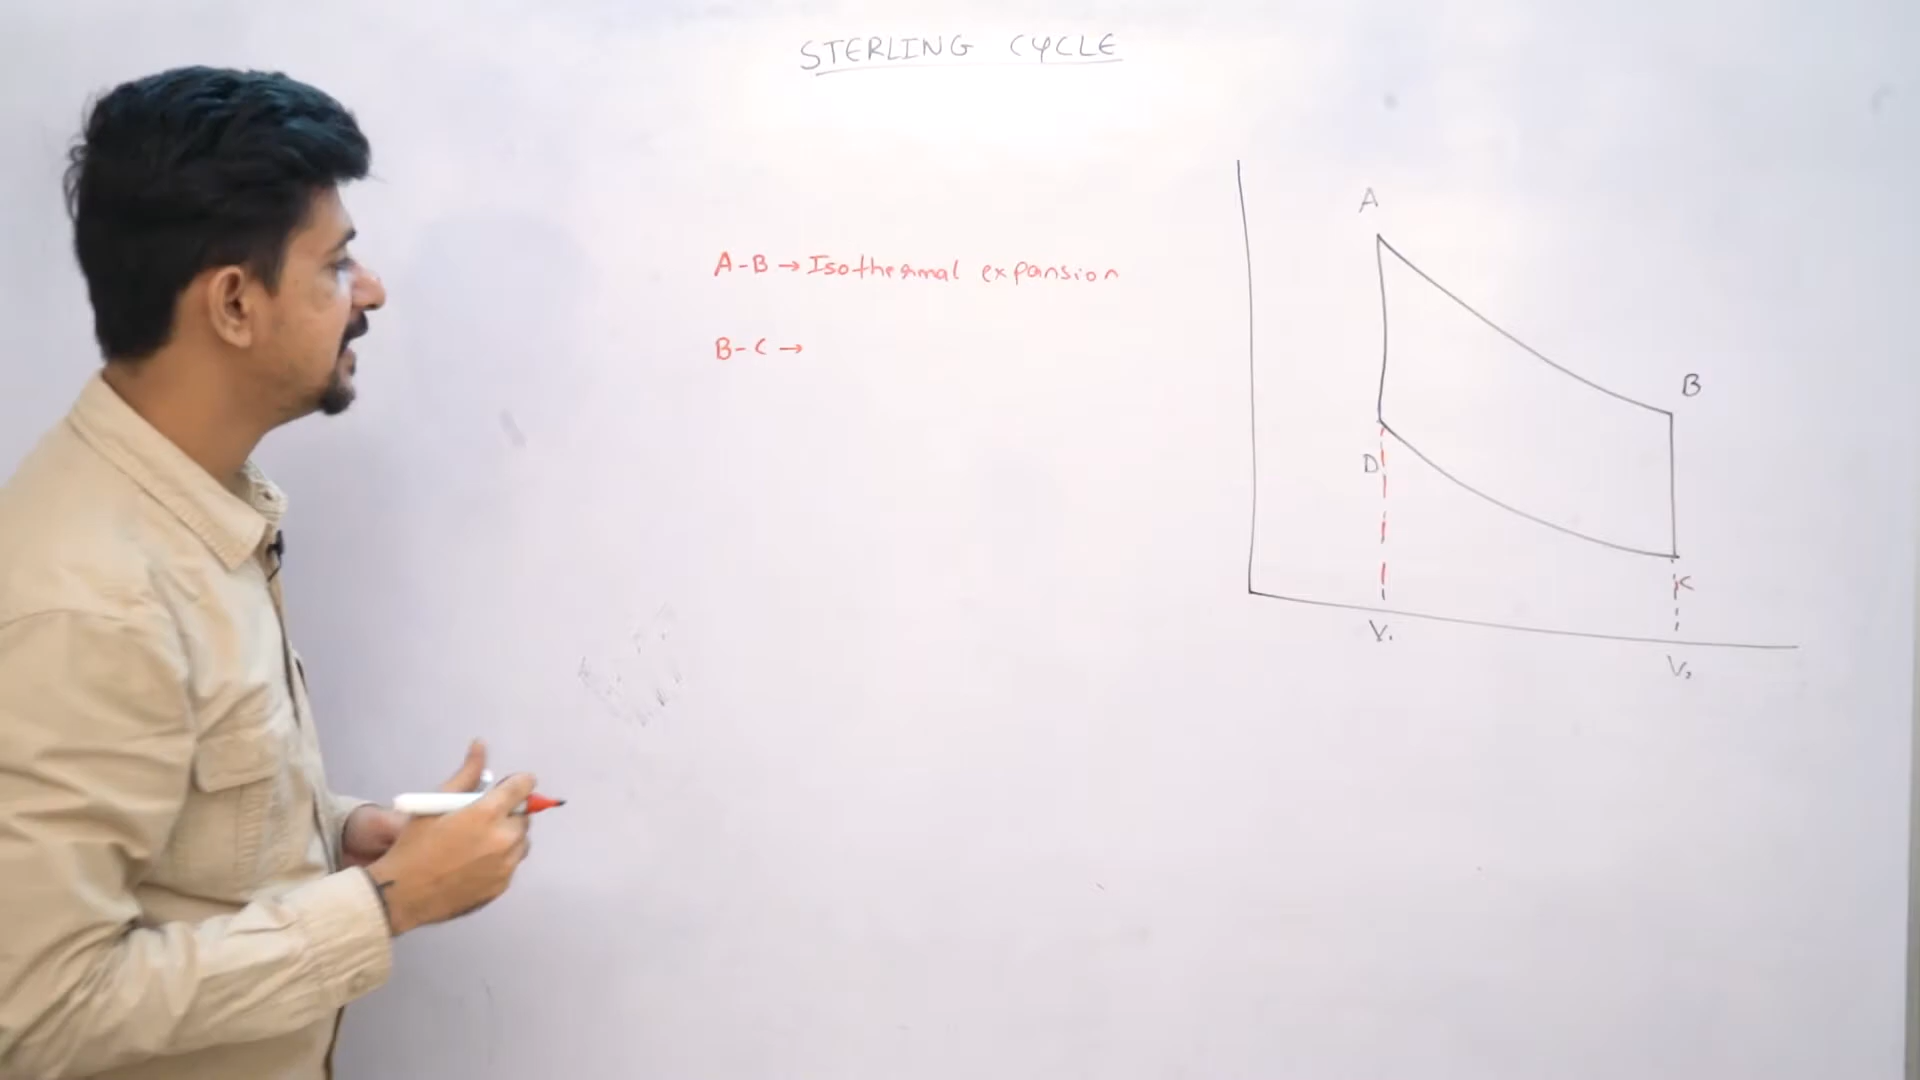 STERLING CYCLE
A
A-B → Isothermal expansion
B-C →
B
D
C
V₁
V₂